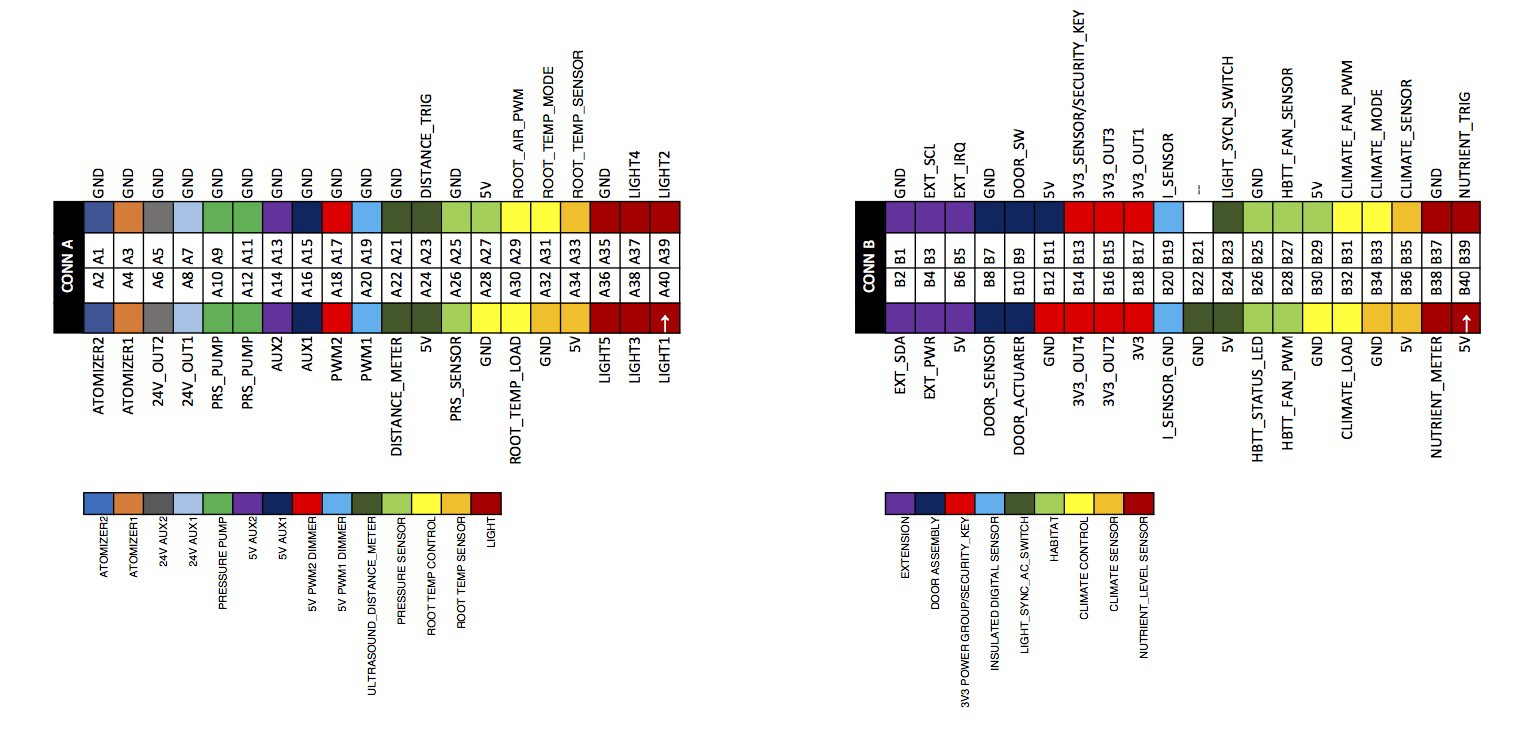 CONN A
GND
GND
GND
GND
GND
GND
GND
GND
GND
GND
GND
DISTANCE_TRIG
GND
5V
ROOT_AIR_PWM
ROOT_TEMP_MODE
ROOT_TEMP_SENSOR
GND
LIGHT4
LIGHT2
A1
A3
A5
A7
A9
A11
A13
A15
A17
A19
A21
A23
A25
A27
A29
A31
A33
A35
A37
A39
A2
A4
A6
A8
A10
A12
A14
A16
A18
A20
A22
A24
A26
A28
A30
A32
A34
A36
A38
A40
→
ATOMIZER2
ATOMIZER1
24V_OUT2
24V_OUT1
PRS_PUMP
PRS_PUMP
AUX2
AUX1
PWM2
PWM1
DISTANCE_METER
5V
PRS_SENSOR
GND
ROOT_TEMP_LOAD
GND
5V
LIGHT5
LIGHT3
LIGHT1
ATOMIZER2
ATOMIZER1
24V AUX2
24V AUX1
PRESSURE PUMP
5V AUX2
5V AUX1
5V PWM2 DIMMER
5V PWM1 DIMMER
ULTRASOUND_DISTANCE_METER
PRESSURE SENSOR
ROOT TEMP CONTROL
ROOT TEMP SENSOR
LIGHT
CONN B
GND
EXT_SCL
EXT_IRQ
GND
DOOR_SW
5V
3V3_SENSOR/SECURITY_KEY
3V3_OUT3
3V3_OUT1
I_SENSOR
--
LIGHT_SYCN_SWITCH
GND
HBTT_FAN_SENSOR
5V
CLIMATE_FAN_PWM
CLIMATE_MODE
CLIMATE_SENSOR
GND
NUTRIENT_TRIG
B1
B3
B5
B7
B9
B11
B13
B15
B17
B19
B21
B23
B25
B27
B29
B31
B33
B35
B37
B39
B2
B4
B6
B8
B10
B12
B14
B16
B18
B20
B22
B24
B26
B28
B30
B32
B34
B36
B38
B40
→
EXT_SDA
EXT_PWR
5V
DOOR_SENSOR
DOOR_ACTUARER
GND
3V3_OUT4
3V3_OUT2
3V3
I_SENSOR_GND
GND
5V
HBTT_STATUS_LED
HBTT_FAN_PWM
GND
CLIMATE_LOAD
GND
5V
NUTRIENT_METER
5V
EXTENSION
DOOR ASSEMBLY
3V3 POWER GROUP/SECURITY_KEY
INSULATED DIGITAL SENSOR
LIGHT_SYNC_AC_SWITCH
HABITAT
CLIMATE CONTROL
CLIMATE SENSOR
NUTRIENT_LEVEL SENSOR